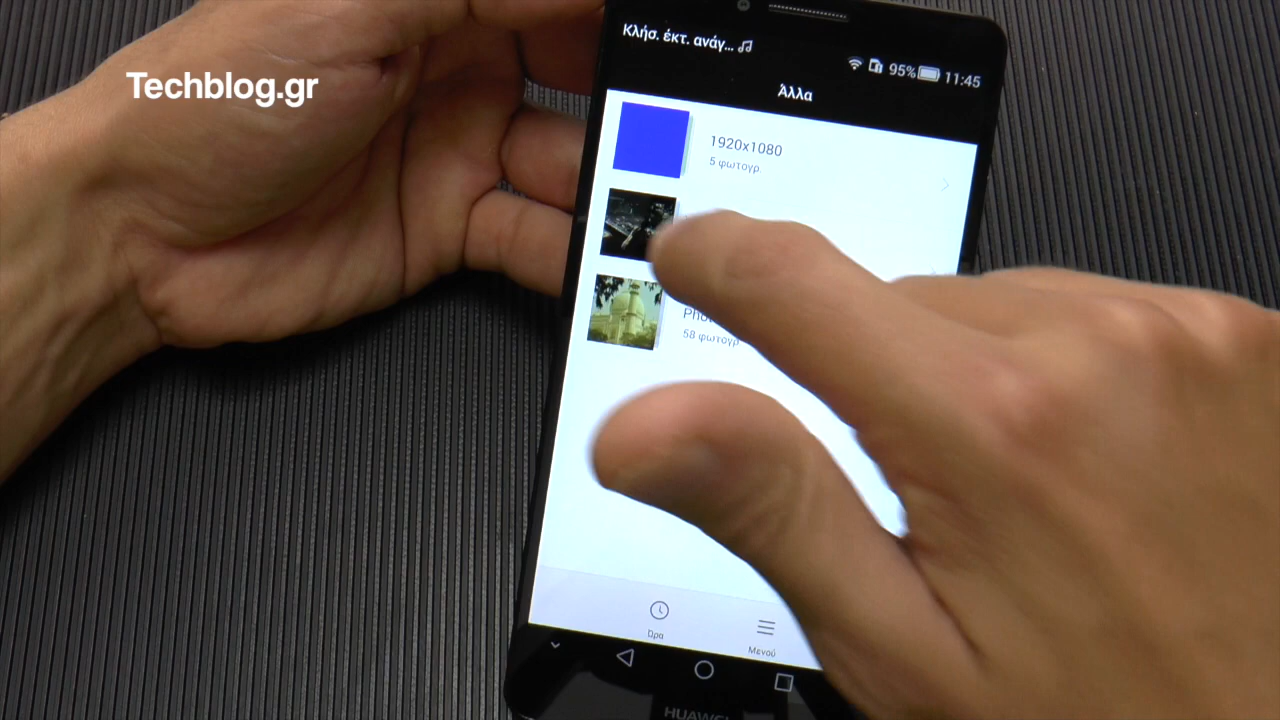 Techblog.gr
Κλήσ. έκτ. ανάγ...
95% 11:45
Άλλα
1920x1080
5 φωτογρ.
58 φωτογρ
Ώρα
Μενού
HUAWEI